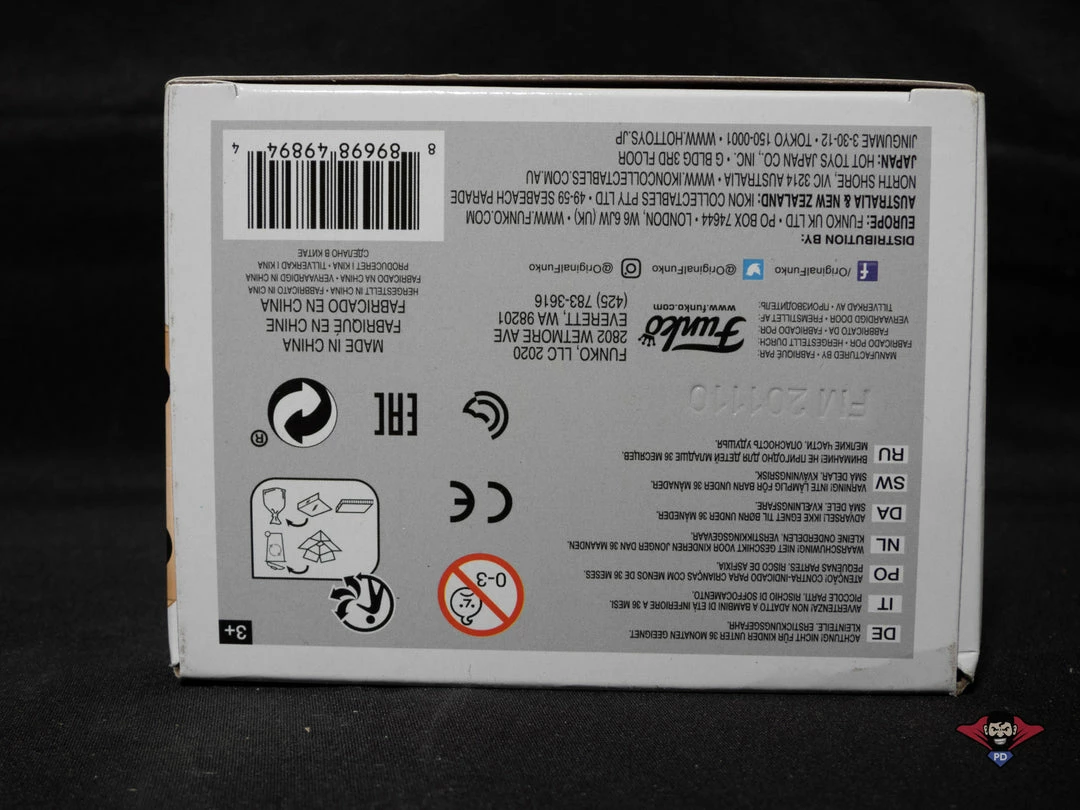 3+
DE
ACHTUNG! NICHT FÜR KINDER UNTER 36 MONATEN GEEIGNET.
KLEINTEILE. ERSTICKUNGSGEFAHR.
IT
AVVERTENZA! NON ADATTO A BAMBINI DI ETÀ INFERIORE A 36 MESI.
PICCOLE PARTI. RISCHIO DI SOFFOCAMENTO.
PO
ATENÇÃO! CONTRA-INDICADO PARA CRIANÇAS COM MENOS DE 36 MESES.
PEQUENAS PARTES. RISCO DE ASFIXIA.
NL
WAARSCHUWING! NIET GESCHIKT VOOR KINDEREN JONGER DAN 36 MAANDEN.
KLEINE ONDERDELEN. VERSTIKKINGSGEVAAR.
DA
ADVARSEL! IKKE EGNET TIL BØRN UNDER 36 MÅNEDER.
SMÅ DELE. KVÆLNINGSFARE.
SW
VARNING! INTE LÄMPLIG FÖR BARN UNDER 36 MÅNADER.
SMÅ DELAR. KVÄVNINGSRISK.
RU
ВНИМАНИЕ! НЕ ПРИГОДНО ДЛЯ ДЕТЕЙ МЛАДШЕ 36 МЕСЯЦЕВ.
МЕЛКИЕ ЧАСТИ. ОПАСНОСТЬ УДУШЬЯ.
0-3
CE
EAC
®
FM 201110
MANUFACTURED BY • FABRIQUÉ PAR:
FABRICADO POR • HERGESTELLT DURCH:
FABBRICATO DA • FABRICADO POR:
VERVAARDIGD DOOR • FREMSTILLET AF:
TILLVERKAD AV • ПРОИЗВОДИТЕЛЬ:
Funko
www.funko.com
FUNKO, LLC 2020
2802 WETMORE AVE
EVERETT, WA 98201
(425) 783-3616
MADE IN CHINA
FABRIQUÉ EN CHINE
FABRICADO EN CHINA
HERGESTELLT IN CHINA • FABBRICATO IN CINA
FABRICADO NA CHINA • VERVAARDIGD IN CHINA
PRODUCERET I KINA • TILLVERKAD I KINA
СДЕЛАНО В КИТАЕ
/OriginalFunko
@OriginalFunko
@OriginalFunko
DISTRIBUTION BY:
EUROPE: FUNKO UK LTD • PO BOX 74644 • LONDON, W6 6JW (UK) • WWW.FUNKO.COM
AUSTRALIA & NEW ZEALAND: IKON COLLECTABLES PTY LTD • 49-59 SEABEACH PARADE
NORTH SHORE, VIC 3214 AUSTRALIA • WWW.IKONCOLLECTABLES.COM.AU
JAPAN: HOT TOYS JAPAN CO., INC. • G BLDG 3RD FLOOR
JINGUMAE 3-30-12 • TOKYO 150-0001 • WWW.HOTTOYS.JP
8 89698 49894 4
PD